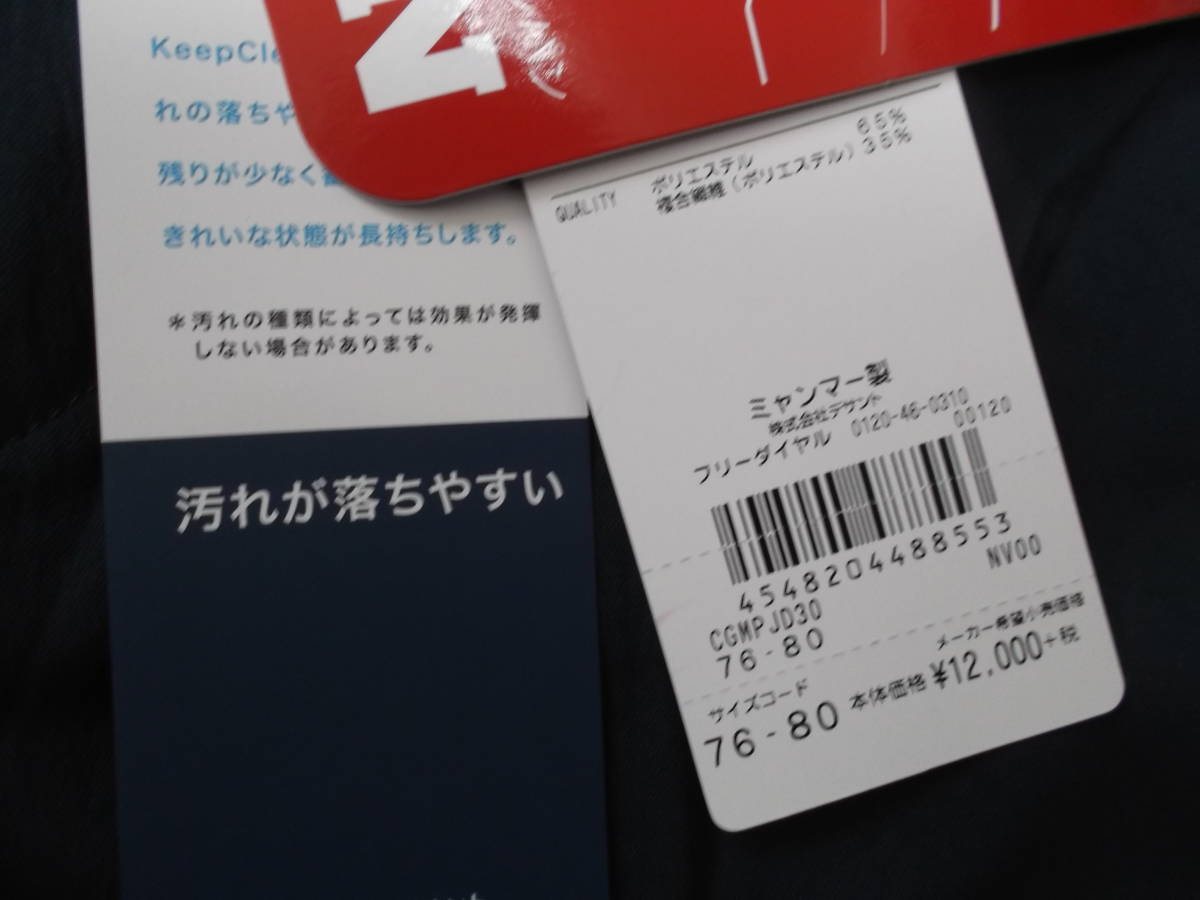 N
KeepCle
れの落ちや
残りが少なく
きれいな状態が長持ちします。
*汚れの種類によっては効果が発揮
しない場合があります。
汚れが落ちやすい
QUALITY ポリエステル 65%
複合繊維(ポリエステル) 35%
ミャンマー製
株式会社デサント
フリーダイヤル 0120-46-0310
00120
4548204488553
CGMPJD30 NV00
76-80
メーカー希望小売価格
サイズコード 本体価格 ¥12,000+税
76-80